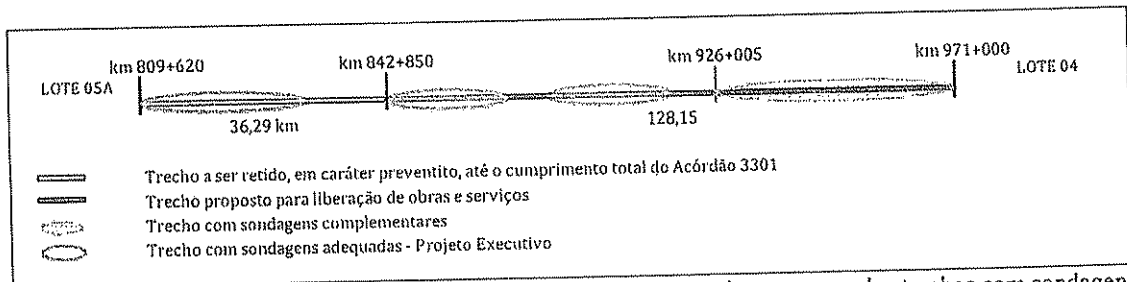 km 809+620 km 842+850 km 926+005 km 971+000
LOTE 05A LOTE 04
36,29 km 128,15
Trecho a ser retido, em caráter preventito, até o cumprimento total do Acórdão 3301
Trecho proposto para liberação de obras e serviços
Trecho com sondagens complementares
Trecho com sondagens adequadas - Projeto Executivo